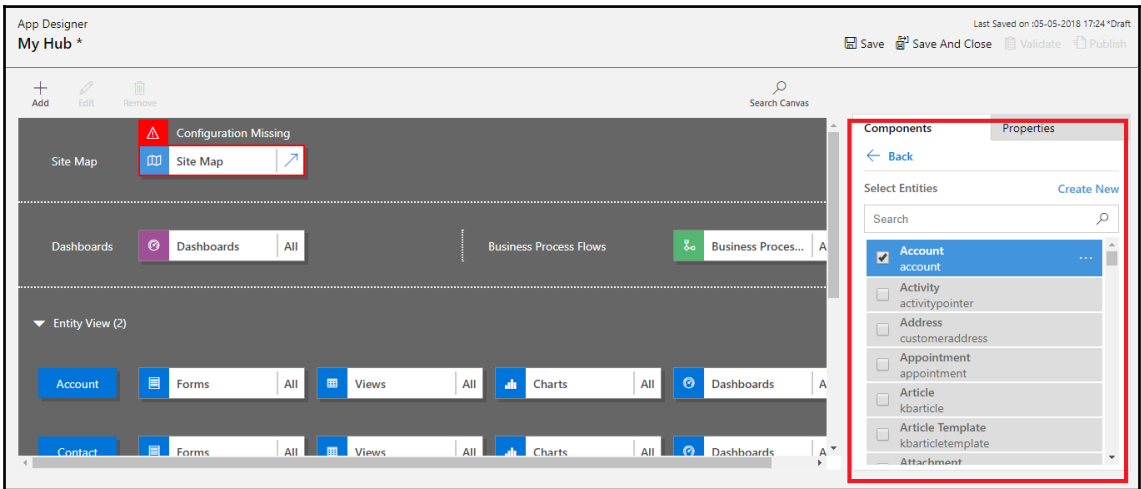 App Designer
Last Saved on :05-05-2018 17:24 *Draft
My Hub *
Save Save And Close Validate Publish
Add Edit Remove Search Canvas
Configuration Missing
Site Map Site Map
Dashboards Dashboards All Business Process Flows Business Proces... A
Entity View (2)
Account Forms All Views All Charts All Dashboards A
Contact Forms All Views All Charts All Dashboards A
Components Properties
Back
Select Entities Create New
Search
Account
account
Activity
activitypointer
Address
customeraddress
Appointment
appointment
Article
kbarticle
Article Template
kbarticletemplate
Attachment